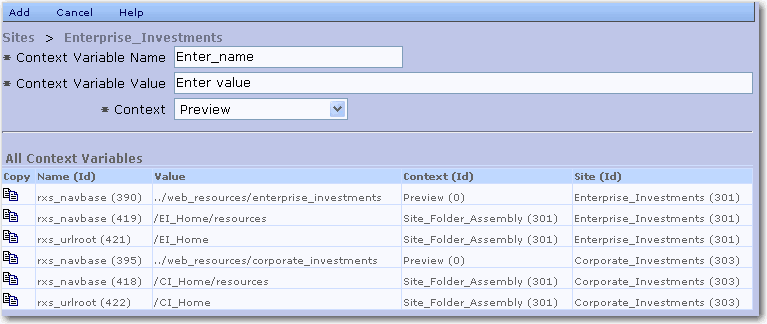 Add Cancel Help
Sites > Enterprise_Investments
* Context Variable Name Enter_name
* Context Variable Value Enter value
* Context Preview
All Context Variables
Copy Name (Id) Value Context (Id) Site (Id)
rxs_navbase (390) ../web_resources/enterprise_investments Preview (0) Enterprise_Investments (301)
rxs_navbase (419) /EI_Home/resources Site_Folder_Assembly (301) Enterprise_Investments (301)
rxs_urlroot (421) /EI_Home Site_Folder_Assembly (301) Enterprise_Investments (301)
rxs_navbase (395) ../web_resources/corporate_investments Preview (0) Corporate_Investments (303)
rxs_navbase (418) /CI_Home/resources Site_Folder_Assembly (301) Corporate_Investments (303)
rxs_urlroot (422) /CI_Home Site_Folder_Assembly (301) Corporate_Investments (303)